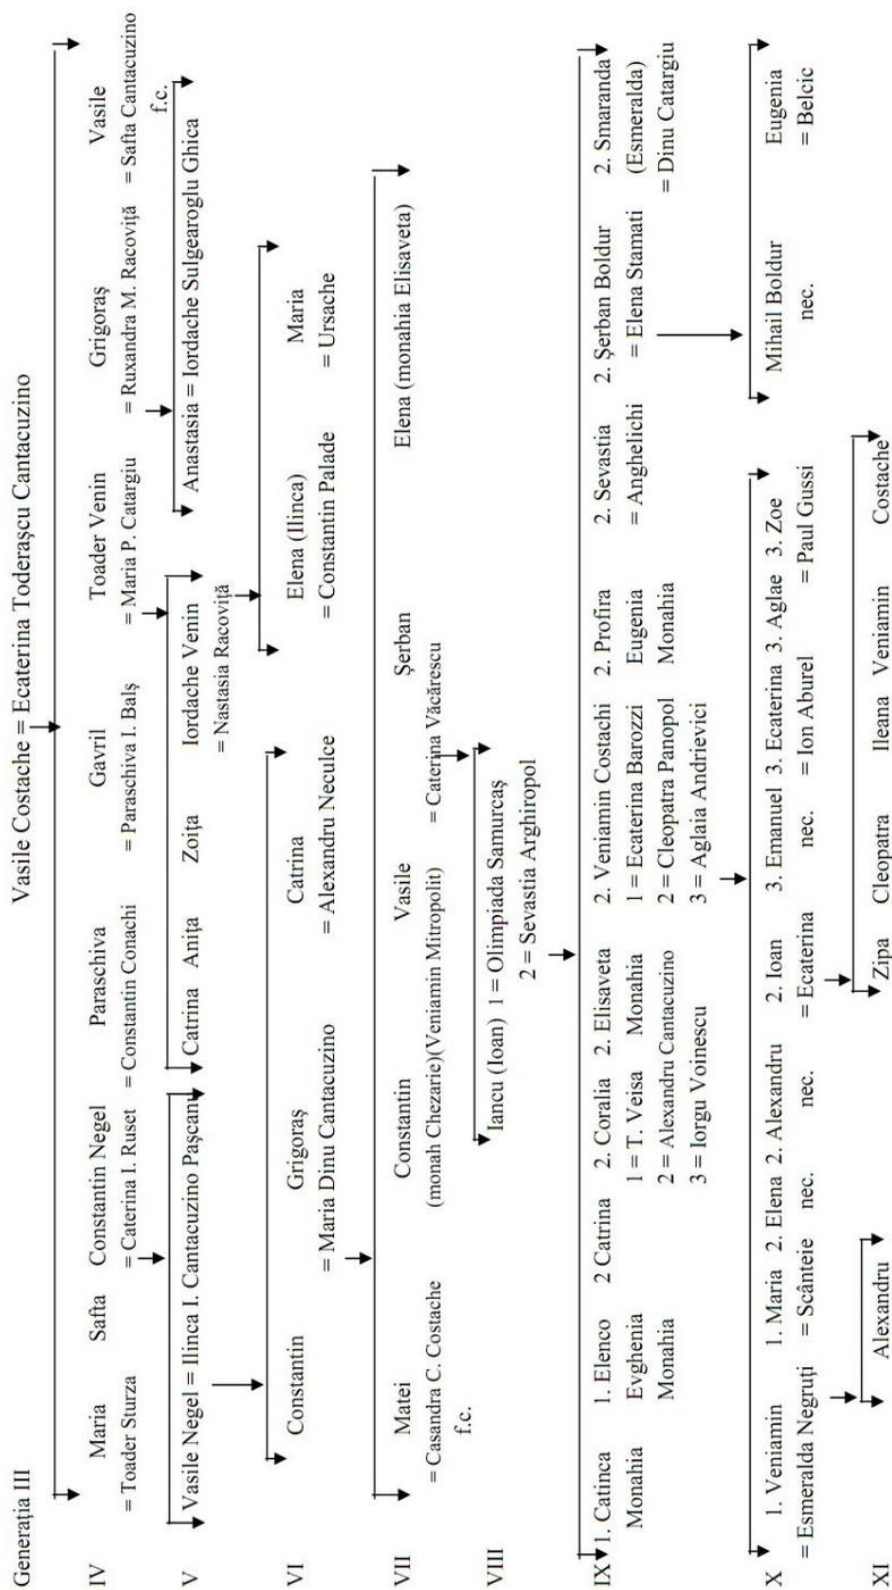 Generația III Vasile Costache = Ecaterina Toderașcu Cantacuzino
IV Maria Safta Constantin Negel Paraschiva Gavril Toader Venin Grigoraș Vasile
= Toader Sturza = Caterina I. Ruset = Constantin Conachi = Paraschiva I. Balș = Maria P. Catargiu = Ruxandra M. Racoviță = Safta Cantacuzino
f.c.
V Vasile Negel = Ilinca I. Cantacuzino Pașcanu Catrina Anița Zoița Iordache Venin Anastasia = Iordache Sulgearoglu Ghica
= Nastasia Racoviță
VI Constantin Grigoraș Catrina Elena (Ilinca) Maria
= Maria Dinu Cantacuzino = Alexandru Neculce = Constantin Palade = Ursache
VII Matei Constantin Vasile Șerban Elena (monahia Elisaveta)
= Casandra C. Costache (monah Chezarie)(Veniamin Mitropolit) = Caterina Văcărescu
f.c.
VIII Iancu (Ioan) 1 = Olimpiada Samurcaș
2 = Sevastia Arghiropol
IX 1. Catinca 1. Elenco 2 Catrina 2. Coralia 2. Elisaveta 2. Veniamin Costachi 2. Profira 2. Sevastia 2. Șerban Boldur 2. Smaranda
Monahia Evghenia 1 = T. Veisa Monahia 1 = Ecaterina Barozzi Eugenia = Anghelichi = Elena Stamati (Esmeralda)
Monahia 2 = Alexandru Cantacuzino 2 = Cleopatra Panopol Monahia = Dinu Catargiu
3 = Iorgu Voinescu 3 = Aglaia Andrievici
X 1. Veniamin 1. Maria 2. Elena 2. Alexandru 2. Ioan 3. Emanuel 3. Ecaterina 3. Aglae 3. Zoe Mihail Boldur Eugenia
= Esmeralda Negruți = Scânteie nec. nec. = Ecaterina nec. = Ion Aburel = Paul Gussi nec. = Belcic
XI Alexandru Zipa Cleopatra Ileana Veniamin Costache